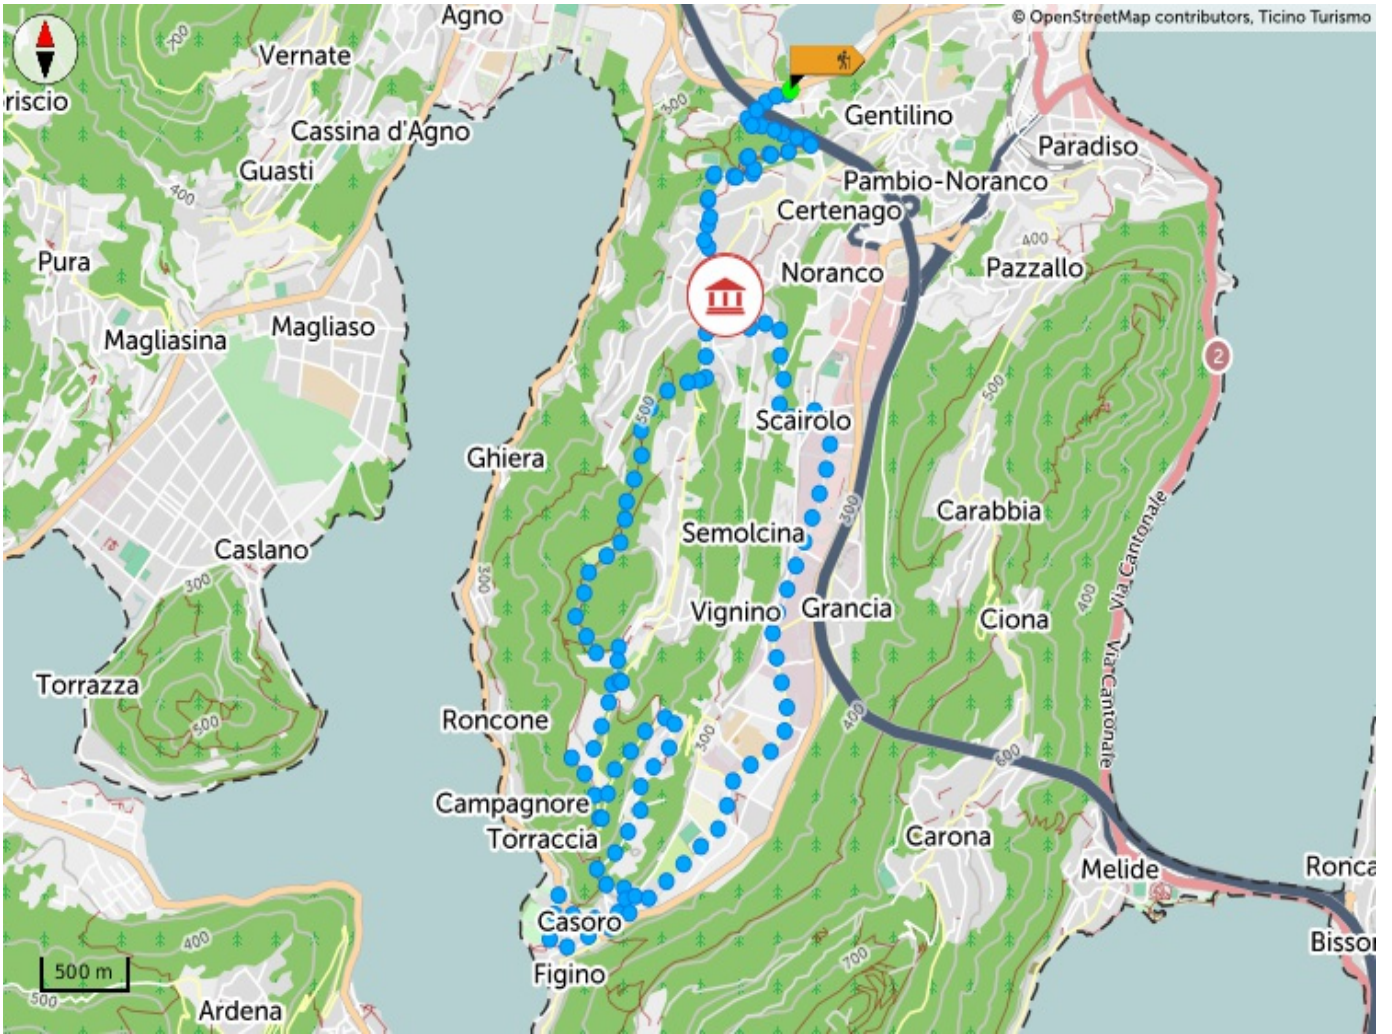 Agno
© OpenStreetMap contributors, Ticino Turismo
700
Vernate
riscio
300
Gentilino
Cassina d'Agno
Paradiso
Guasti
400
Pambio-Noranco
Certenago
400
Pura
Noranco
Pazzallo
Magliaso
Magliasina
2
500
500
Scairolo
Ghiera
300
Carabbia
Semolcina
Via Cantonale
Caslano
300
300
400
Vignino
Grancia
Ciona
Torrazza
Via Cantonale
500
Roncone
400
300
600
Campagnore
Torraccia
Carona
Melide
Ronca
Casoro
400
Bissor
700
Figino
500 m
500
Ardena